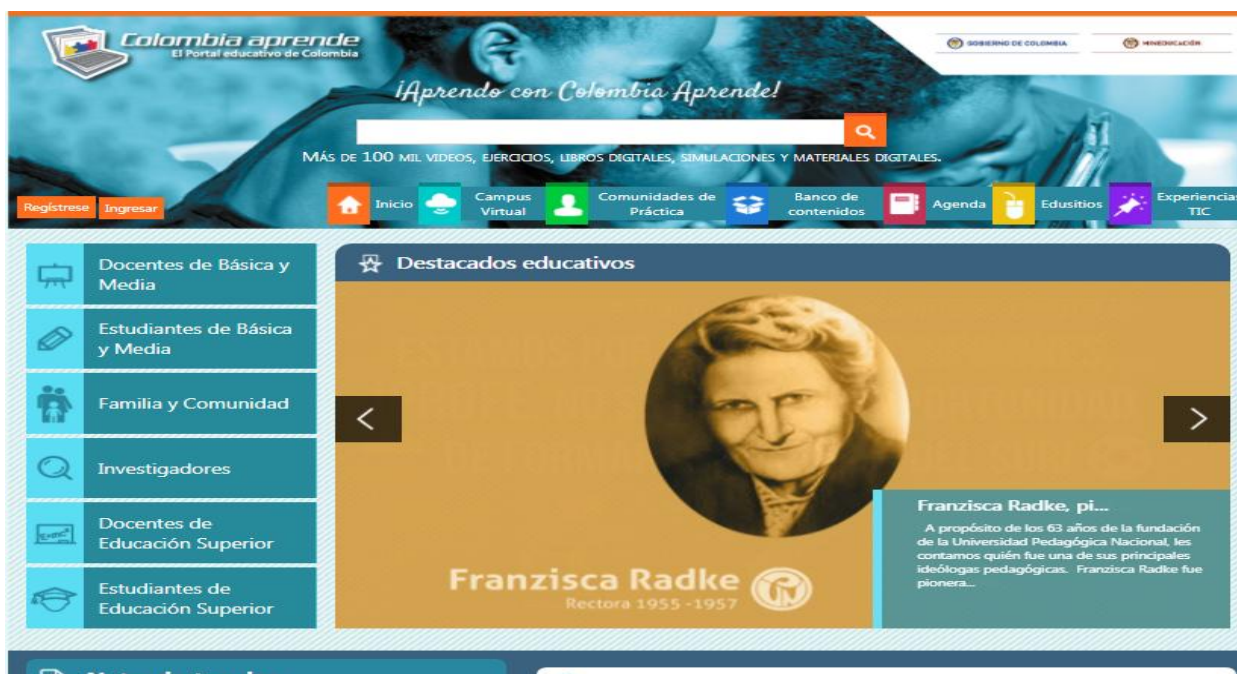 Colombia aprende
El Portal educativo de Colombia
GOBIERNO DE COLOMBIA
MINEDUCACIÓN
¡Aprendo con Colombia Aprende!
MÁS DE 100 MIL VIDEOS, EJERCICIOS, LIBROS DIGITALES, SIMULACIONES Y MATERIALES DIGITALES.
Regístrese
Ingresar
Inicio
Campus
Virtual
Comunidades de
Práctica
Banco de
contenidos
Agenda
Edusitios
Experiencias
TIC
Docentes de Básica y
Media
Estudiantes de Básica
y Media
Familia y Comunidad
Investigadores
Docentes de
Educación Superior
Estudiantes de
Educación Superior
Destacados educativos
Franzisca Radke
Rectora 1955 -1957
Franzisca Radke, pi...
A propósito de los 63 años de la fundación
de la Universidad Pedagógica Nacional, les
contamos quién fue una de sus principales
ideólogas pedagógicas. Franzisca Radke fue
pionera...